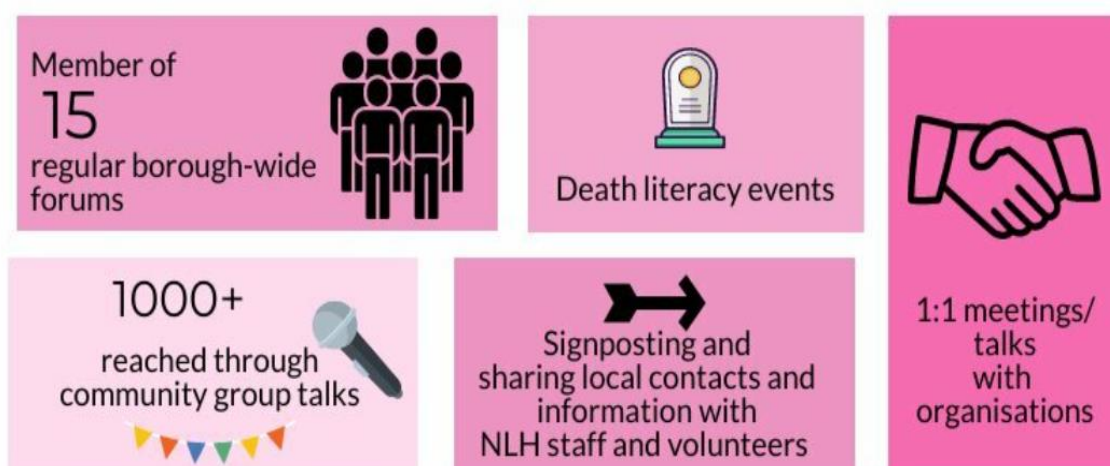 Member of
15
regular borough-wide
forums
Death literacy events
1:1 meetings/
talks
with
organisations
1000+
reached through
community group talks
Signposting and
sharing local contacts and
information with
NLH staff and volunteers